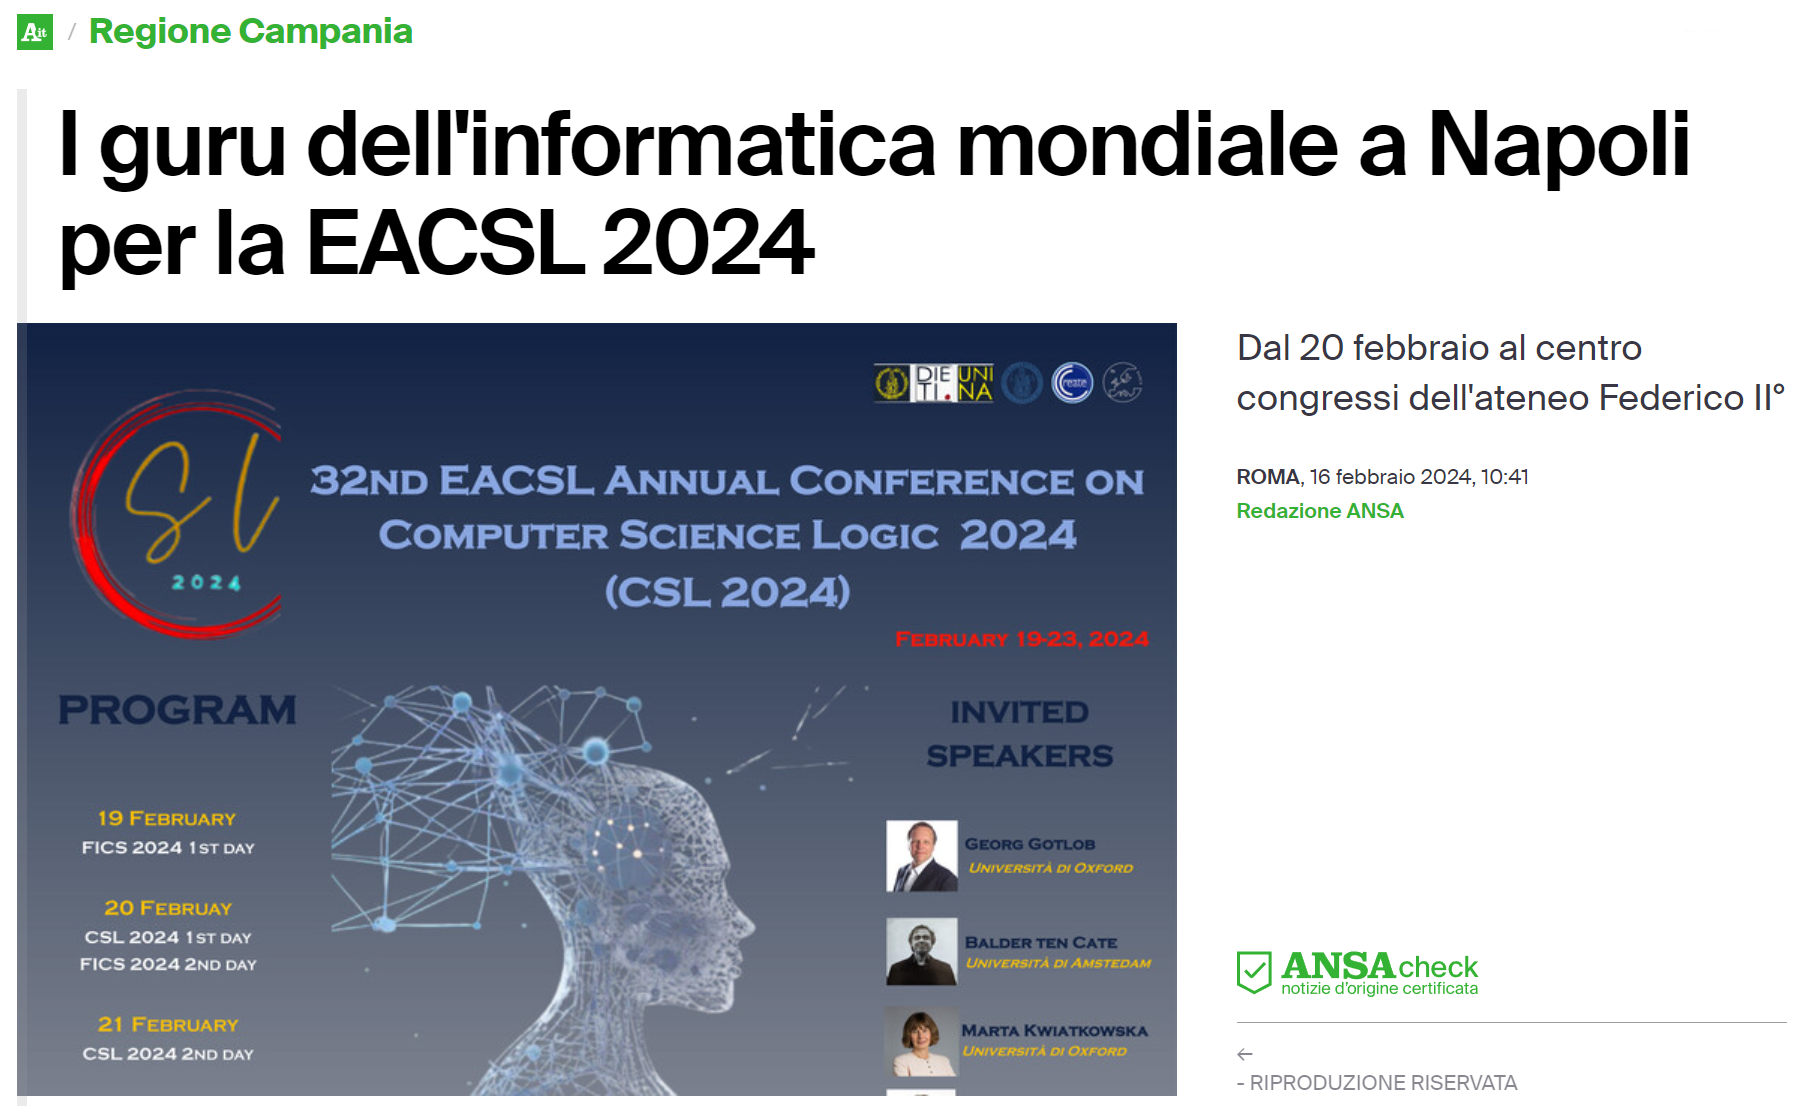 Ait / Regione Campania
I guru dell'informatica mondiale a Napoli
per la EACSL 2024
Dal 20 febbraio al centro
congressi dell'ateneo Federico II°
ROMA, 16 febbraio 2024, 10:41
Redazione ANSA
DIE UNI
TI. NA
Create
Sl
2024
32nd EACSL Annual Conference on
Computer Science Logic 2024
(CSL 2024)
February 19-23, 2024
PROGRAM
19 February
FICS 2024 1st day
20 Februay
CSL 2024 1st day
FICS 2024 2nd day
21 February
CSL 2024 2nd day
INVITED
SPEAKERS
Georg Gotlob
Università di Oxford
Balder ten Cate
Università di Amstedam
Marta Kwiatkowska
Università di Oxford
ANSA check
notizie d'origine certificata
←
- RIPRODUZIONE RISERVATA